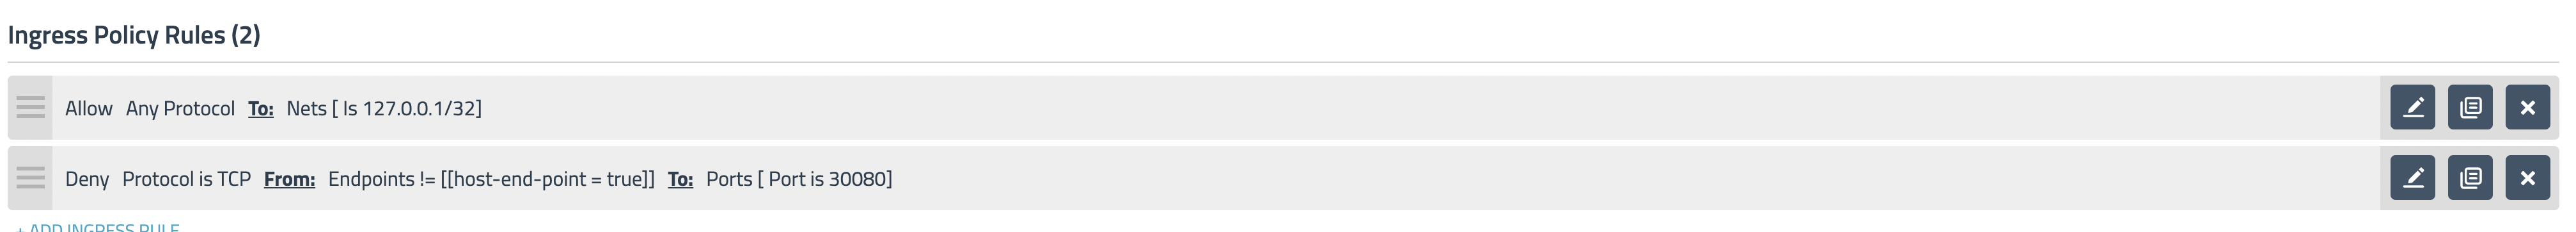 Ingress Policy Rules (2)
Allow Any Protocol To: Nets [ Is 127.0.0.1/32]
Deny Protocol is TCP From: Endpoints != [[host-end-point = true]] To: Ports [ Port is 30080]
+ ADD INGRESS RULE